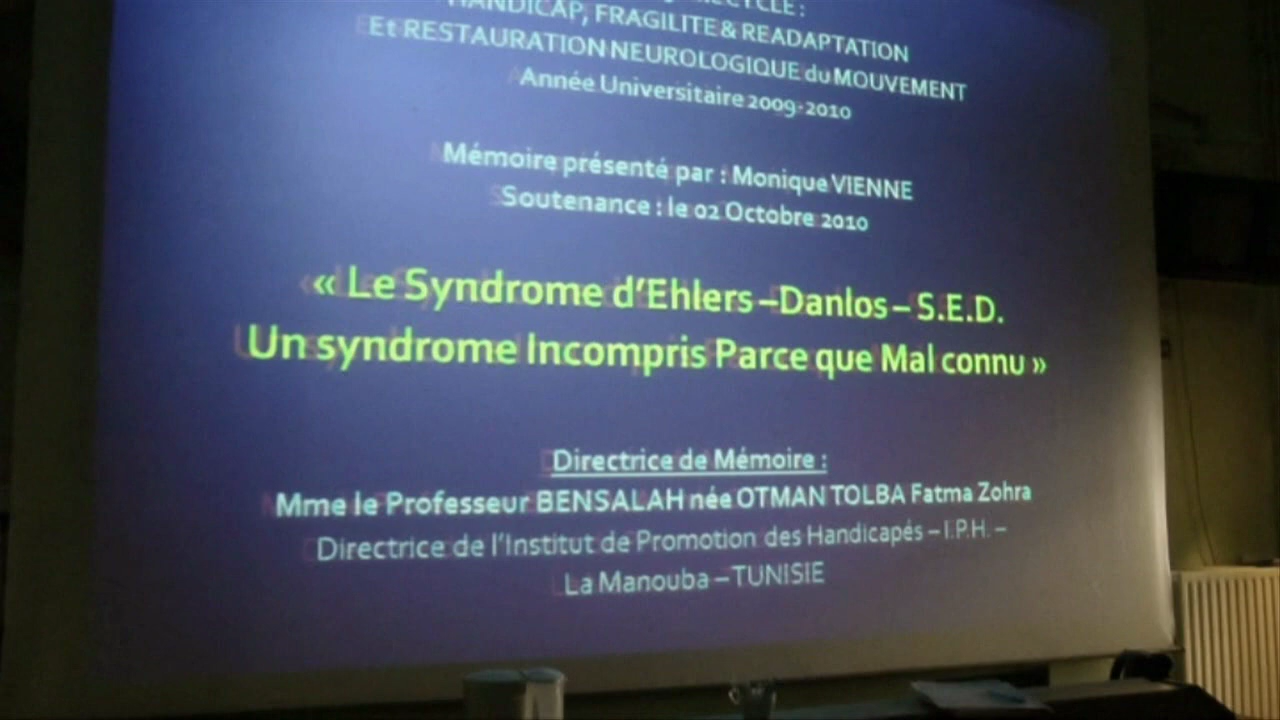 HANDICAP, FRAGILITE & READAPTATION
Et RESTAURATION NEUROLOGIQUE du MOUVEMENT
Année Universitaire 2009-2010
Mémoire présenté par : Monique VIENNE
Soutenance : le 02 Octobre 2010
« Le Syndrome d'Ehlers –Danlos – S.E.D.
Un syndrome Incompris Parce que Mal connu »
Directrice de Mémoire :
Mme le Professeur BENSALAH née OTMAN TOLBA Fatma Zohra
Directrice de l'Institut de Promotion des Handicapés – I.P.H. –
La Manouba – TUNISIE